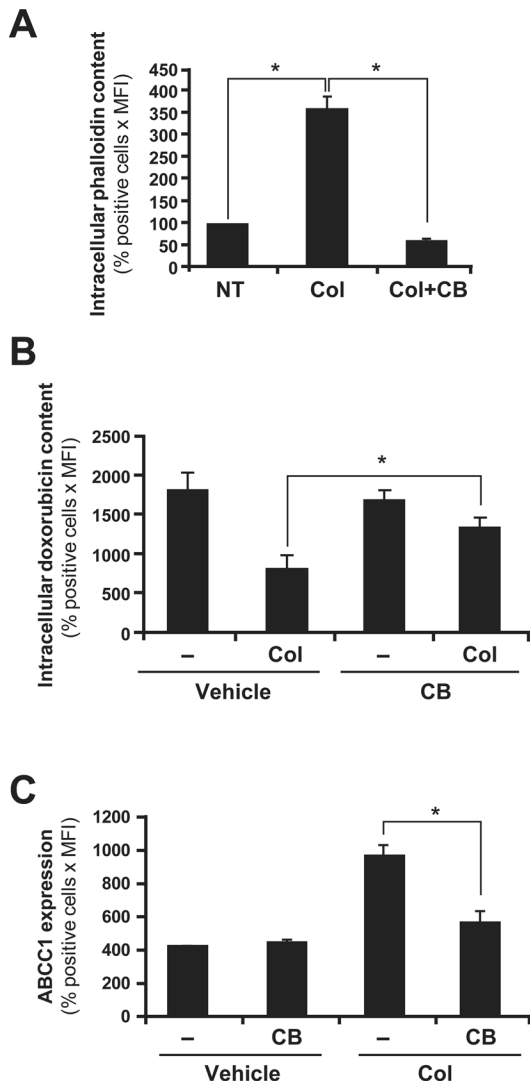 A
Intracellular phalloidin content
(% positive cells x MFI)
450
400
350
300
250
200
150
100
50
0
*
*
NT
Col
Col+CB
B
Intracellular doxorubicin content
(% positive cells x MFI)
2500
2000
1500
1000
500
0
*
–
Col
–
Col
Vehicle
CB
C
ABCC1 expression
(% positive cells x MFI)
1200
1000
800
600
400
200
0
*
–
CB
–
CB
Vehicle
Col